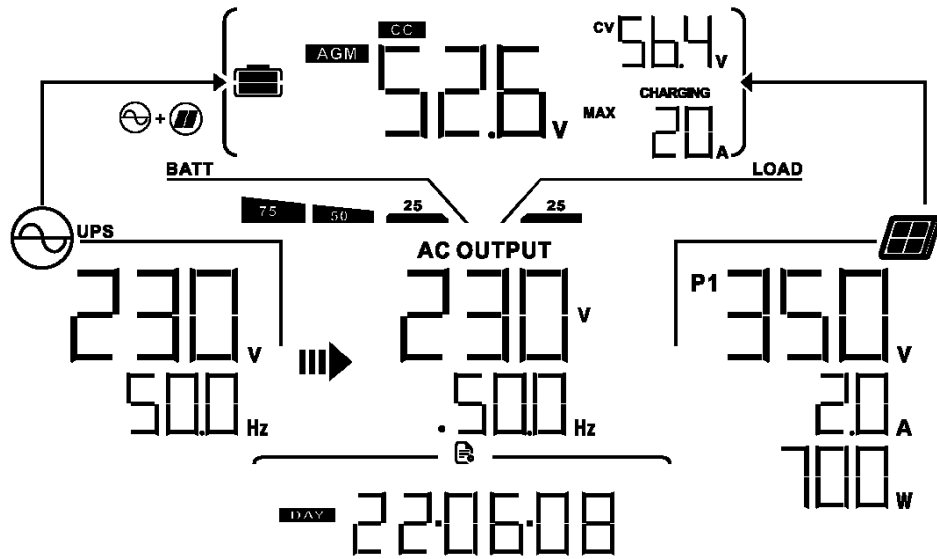 CC
AGM 52.6 V
CV 56.4 V
CHARGING
MAX 20 A
+
BATT
LOAD
75 50 25
25
UPS
AC OUTPUT
230 V
230 V
P1 350 V
50.0 Hz
.50.0 Hz
2.0 A
700 W
DAY 22:06:08